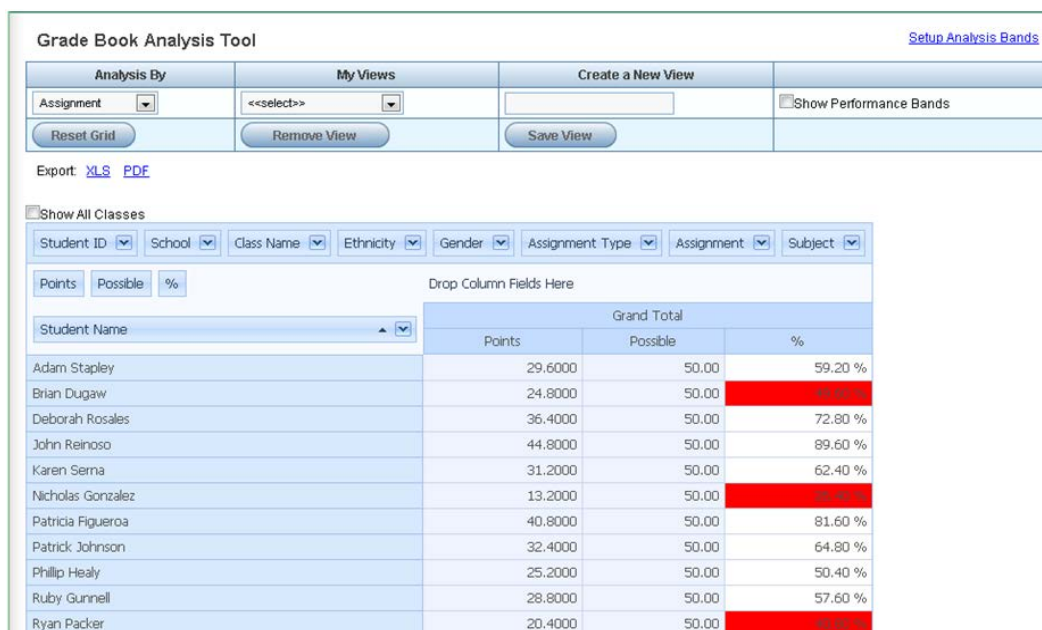 Grade Book Analysis Tool Setup Analysis Bands
Analysis By My Views Create a New View
Assignment <<select>> Show Performance Bands
Reset Grid Remove View Save View
Export: XLS PDF
Show All Classes
Student ID School Class Name Ethnicity Gender Assignment Type Assignment Subject
Points Possible % Drop Column Fields Here
Student Name Grand Total
Points Possible %
Adam Stapley 29.6000 50.00 59.20 %
Brian Dugaw 24.8000 50.00
Deborah Rosales 36.4000 50.00 72.80 %
John Reinoso 44.8000 50.00 89.60 %
Karen Serna 31.2000 50.00 62.40 %
Nicholas Gonzalez 13.2000 50.00
Patricia Figueroa 40.8000 50.00 81.60 %
Patrick Johnson 32.4000 50.00 64.80 %
Phillip Healy 25.2000 50.00 50.40 %
Ruby Gunnell 28.8000 50.00 57.60 %
Ryan Packer 20.4000 50.00